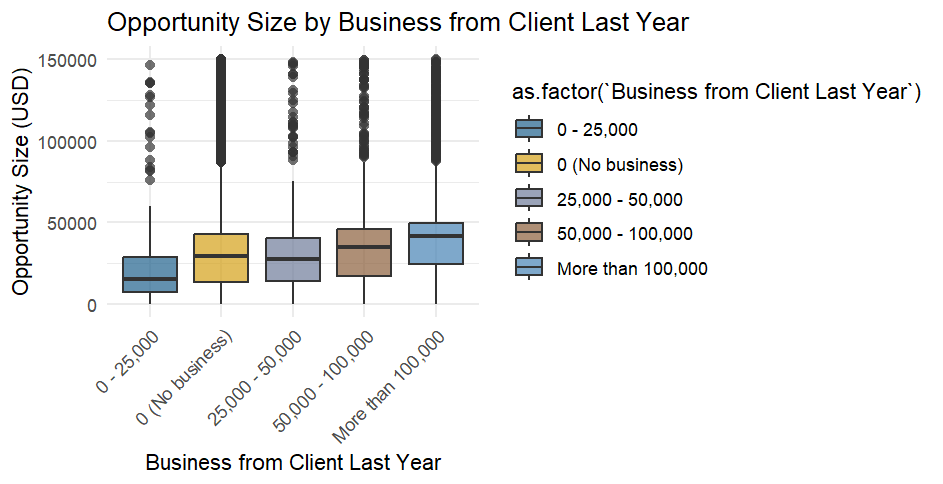 Opportunity Size by Business from Client Last Year
Opportunity Size (USD)
150000
100000
50000
0
0 - 25,000
0 (No business)
25,000 - 50,000
50,000 - 100,000
More than 100,000
Business from Client Last Year
as.factor(`Business from Client Last Year`)
0 - 25,000
0 (No business)
25,000 - 50,000
50,000 - 100,000
More than 100,000